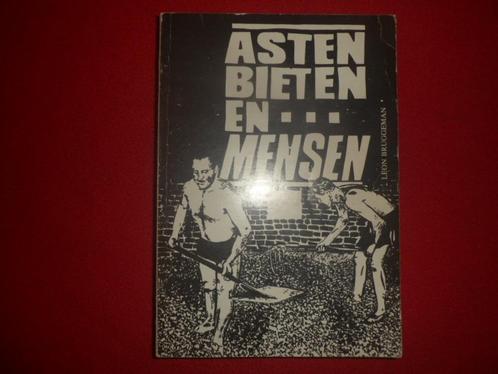 ASTEN
BIETEN
EN ...
MENSEN
LEON BRUGGEMAN